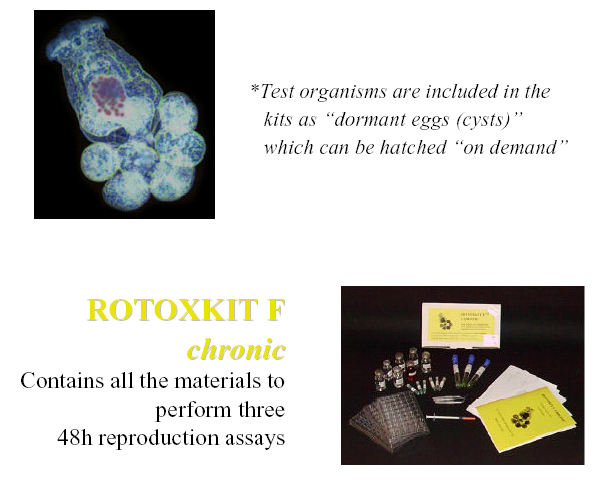 *Test organisms are included in the
kits as “dormant eggs (cysts)”
which can be hatched “on demand”
ROTOXKIT F
chronic
Contains all the materials to
perform three
48h reproduction assays
ROTOXKIT F